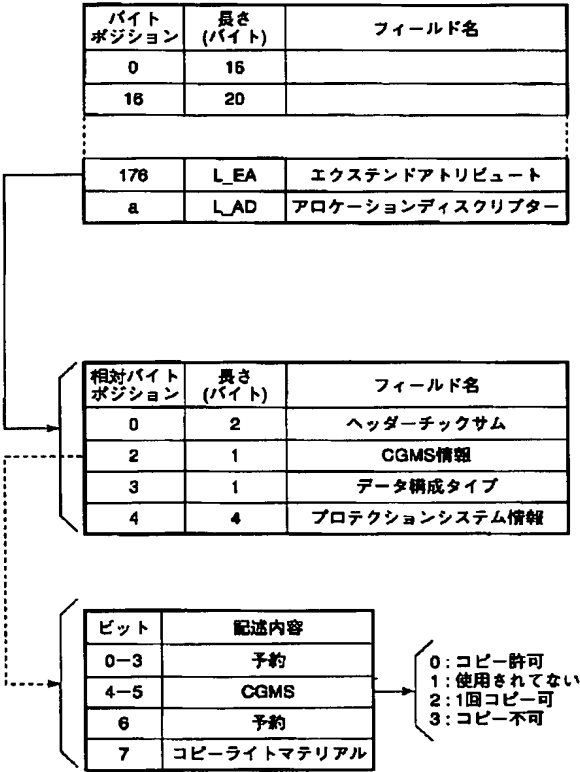 バイト
ポジション
長さ
(バイト)
フィールド名
0
16
16
20
176
L_EA
エクステンドアトリビュート
a
L_AD
アロケーションディスクリプター
相対バイト
ポジション
長さ
(バイト)
フィールド名
0
2
ヘッダーチックサム
2
1
CGMS情報
3
1
データ構成タイプ
4
4
プロテクションシステム情報
ビット
記述内容
0−3
予約
4−5
CGMS
6
予約
7
コピーライトマテリアル
0:コピー許可
1:使用されてない
2:1回コピー可
3:コピー不可